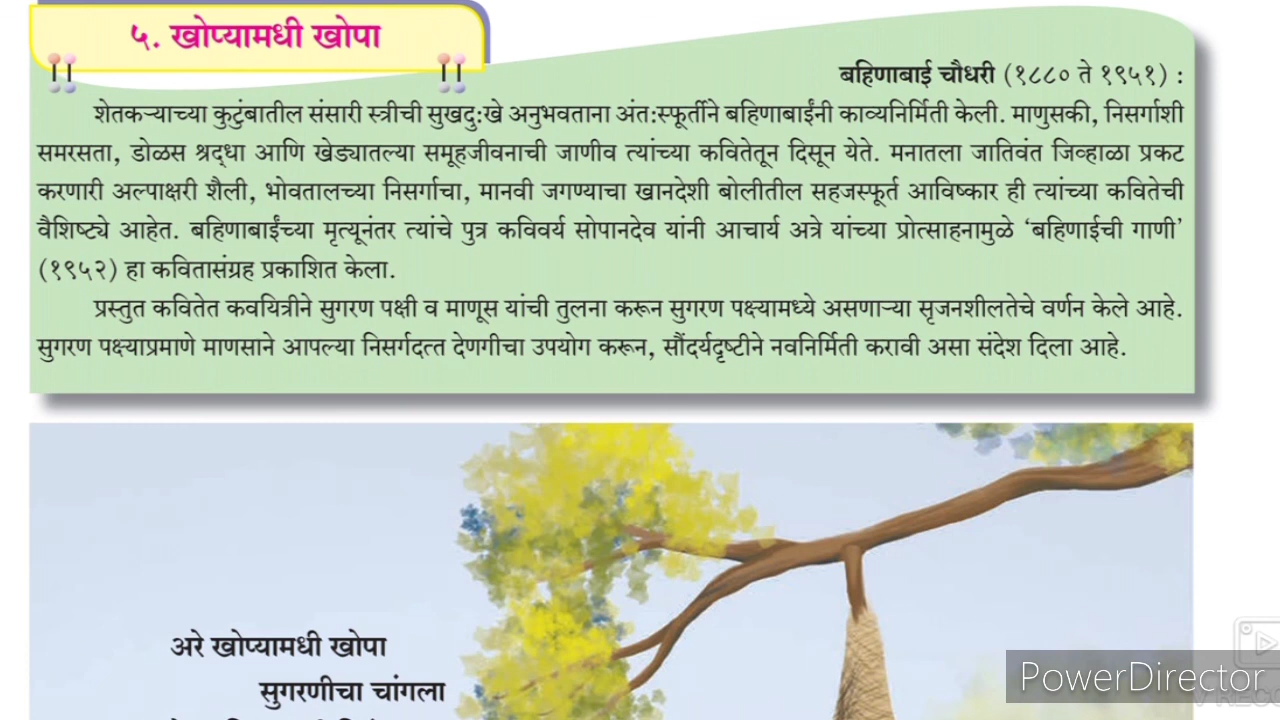 ५. खोप्यामधी खोपा
बहिणाबाई चौधरी (१८८० ते १९५१) :
शेतकऱ्याच्या कुटुंबातील संसारी स्त्रीची सुखदुःखे अनुभवताना अंतःस्फूर्तीने बहिणाबाईंनी काव्यनिर्मिती केली. माणुसकी, निसर्गाशी
समरसता, डोळस श्रद्धा आणि खेड्यातल्या समूहजीवनाची जाणीव त्यांच्या कवितेतून दिसून येते. मनातला जातिवंत जिव्हाळा प्रकट
करणारी अल्पाक्षरी शैली, भोवतालच्या निसर्गाचा, मानवी जगण्याचा खानदेशी बोलीतील सहजस्फूर्त आविष्कार ही त्यांच्या कवितेची
वैशिष्ट्ये आहेत. बहिणाबाईंच्या मृत्यूनंतर त्यांचे पुत्र कविवर्य सोपानदेव यांनी आचार्य अत्रे यांच्या प्रोत्साहनामुळे ‘बहिणाईची गाणी’
(१९५२) हा कवितासंग्रह प्रकाशित केला.
प्रस्तुत कवितेत कवयित्रीने सुगरण पक्षी व माणूस यांची तुलना करून सुगरण पक्ष्यामध्ये असणाऱ्या सृजनशीलतेचे वर्णन केले आहे.
सुगरण पक्ष्याप्रमाणे माणसाने आपल्या निसर्गदत्त देणगीचा उपयोग करून, सौंदर्यदृष्टीने नवनिर्मिती करावी असा संदेश दिला आहे.
अरे खोप्यामधी खोपा
सुगरणीचा चांगला
PowerDirector